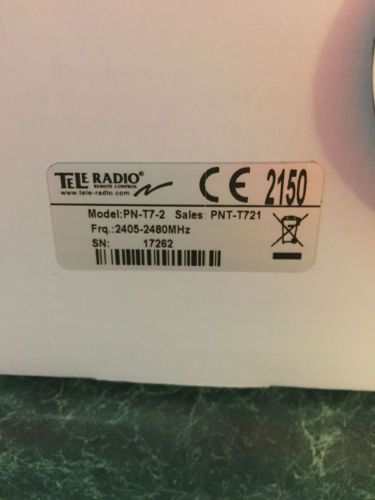 TELE RADIO®
REMOTE CONTROL
www.tele-radio.com
CE 2150
Model:PN-T7-2 Sales: PNT-T721
Frq.:2405-2480MHz
SN: 17262